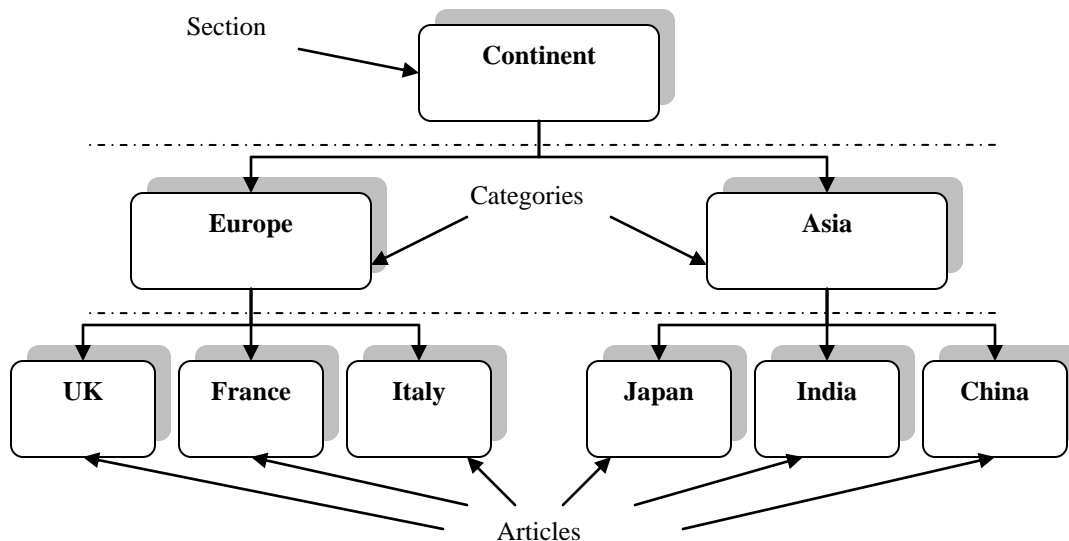 Section
Continent
Categories
Europe
Asia
UK
France
Italy
Japan
India
China
Articles